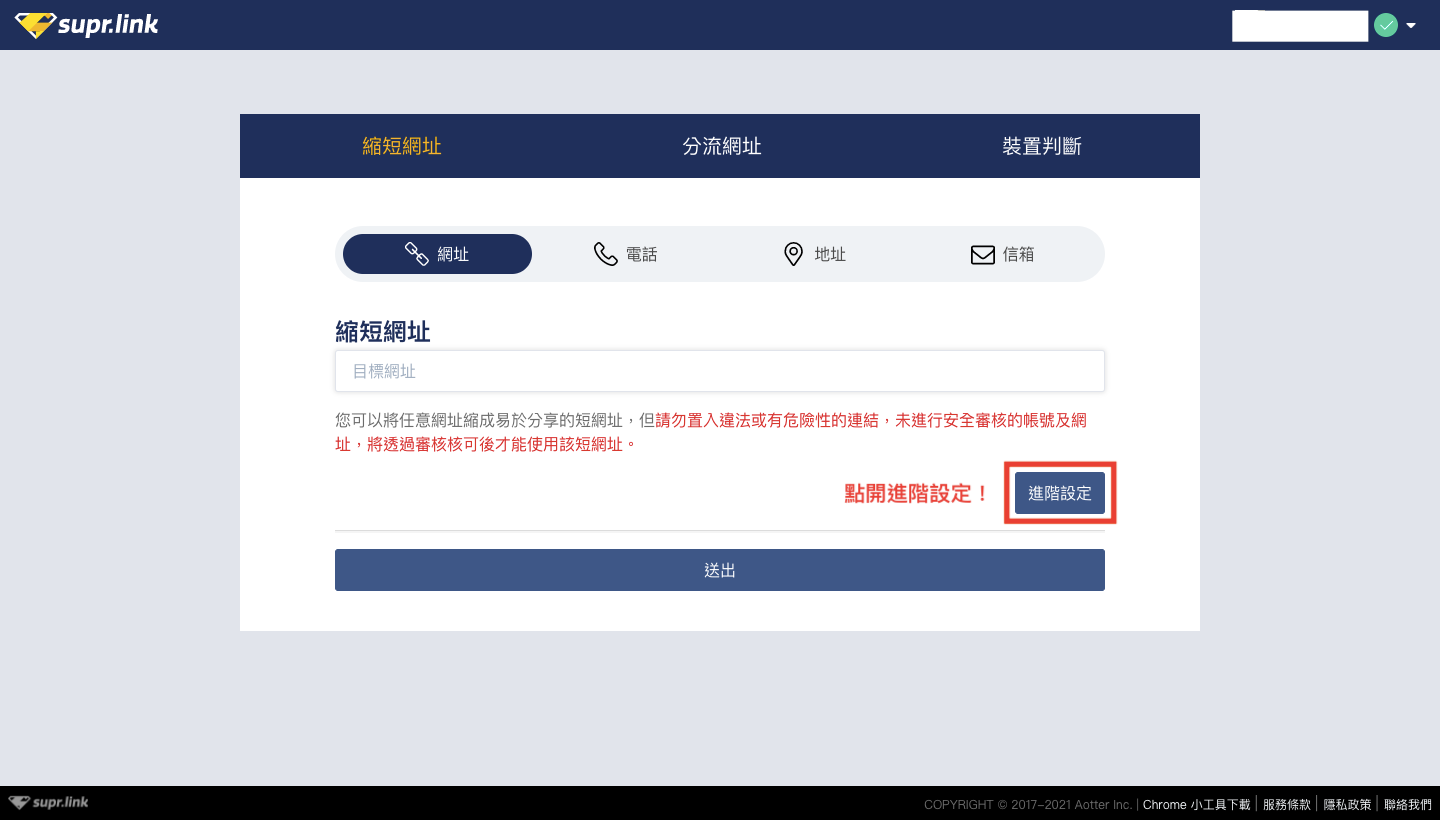 supr.link
縮短網址
分流網址
裝置判斷
網址
電話
地址
信箱
縮短網址
目標網址
您可以將任意網址縮成易於分享的短網址，但請勿置入違法或有危險性的連結，未進行安全審核的帳號及網
址，將透過審核核可後才能使用該短網址。
點開進階設定！
進階設定
送出
supr.link
COPYRIGHT © 2017-2021 Aotter Inc. | Chrome 小工具下載 | 服務條款 | 隱私政策 | 聯絡我們